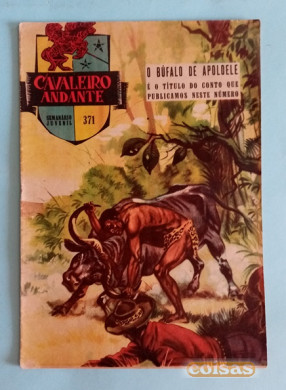 CAVALEIRO
ANDANTE
SEMANÁRIO
JUVENIL
371
O BÚFALO DE APOLDELE
É O TÍTULO DO CONTO QUE
PUBLICAMOS NESTE NÚMERO
coisas